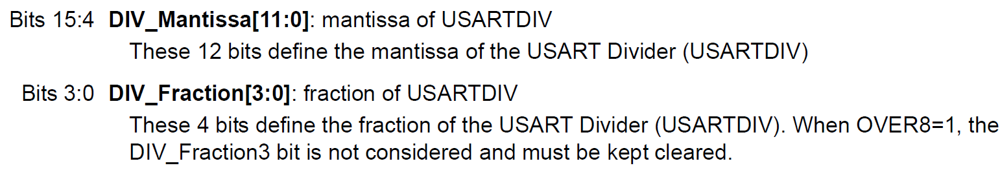 Bits 15:4 DIV_Mantissa[11:0]: mantissa of USARTDIV
These 12 bits define the mantissa of the USART Divider (USARTDIV)
Bits 3:0 DIV_Fraction[3:0]: fraction of USARTDIV
These 4 bits define the fraction of the USART Divider (USARTDIV). When OVER8=1, the
DIV_Fraction3 bit is not considered and must be kept cleared.